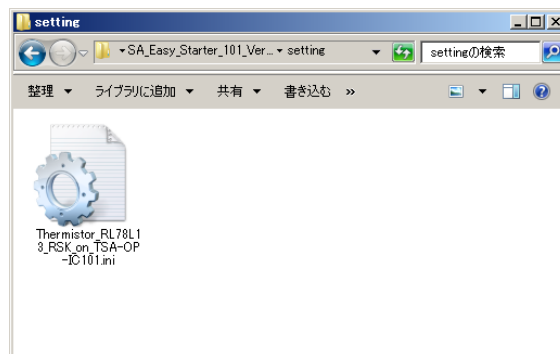 setting
SA_Easy_Starter_101_Ver... setting
settingの検索
整理 ライブラリに追加 共有 書き込む »
Thermistor_RL78L1
3_RSK_on_TSA-OP
-IC101.ini